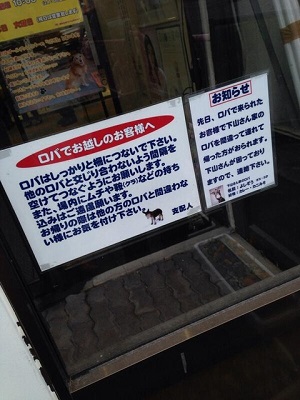 ロバでお越しのお客様へ
ロバはしっかりと柵につないで下さい。
他のロバと混じり合わないよう間隔を
空けてつなぐようにお願いします。
また、場内にムチや鞍(クラ)などの持ち
込みはご遠慮願います。
お帰りの際は他の方のロバと間違わな
い様にお気を付け下さい。
支配人
お知らせ
先日、ロバで来られた
お客様で下山さん家の
ロバを間違って連れて
帰った方がおられます。
下山さんが困っており
ますので、連絡下さい。